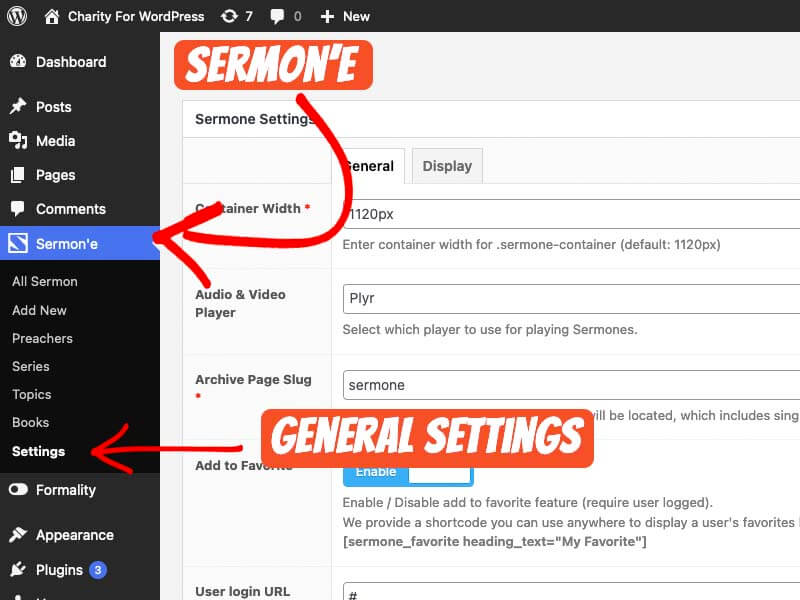 Charity For WordPress 7 0 New
SERMON'E
Dashboard
Posts
Media
Pages
Comments
Sermon'e
All Sermon
Add New
Preachers
Series
Topics
Books
Settings
Formality
Appearance
Plugins 3
Sermone Settings
General Display
Container Width *
1120px
Enter container width for .sermone-container (default: 1120px)
Audio & Video
Player
Plyr
Select which player to use for playing Sermones.
Archive Page Slug
*
sermone
will be located, which includes sing
GENERAL SETTINGS
Add to Favorite
Enable
Enable / Disable add to favorite feature (require user logged).
We provide a shortcode you can use anywhere to display a user's favorites
[sermone_favorite heading_text="My Favorite"]
User login URL
#